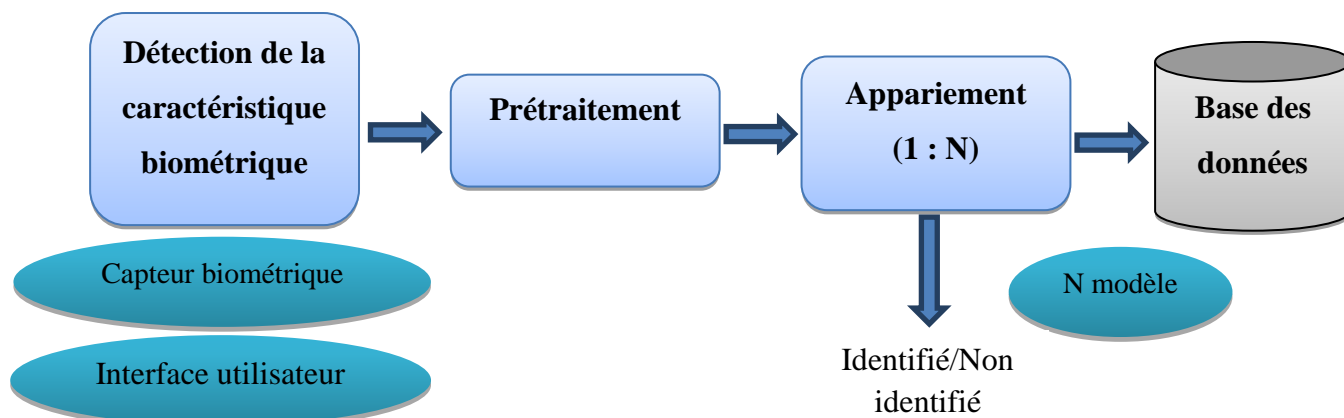 Détection de la
caractéristique
biométrique
Prétraitement
Appariement
(1 : N)
Base des
données
Capteur biométrique
Interface utilisateur
N modèle
Identifié/Non
identifié